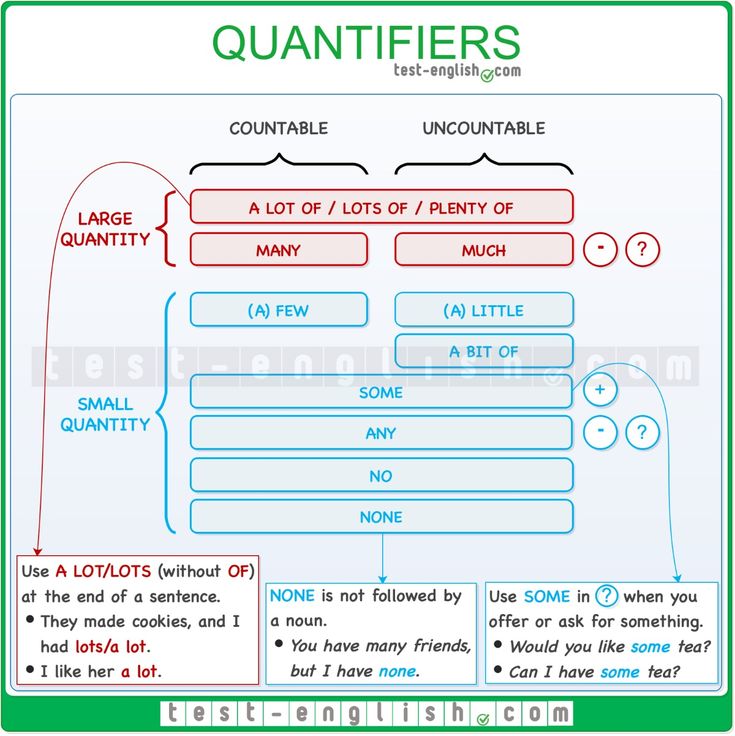 QUANTIFIERS
test-english.com
COUNTABLE
UNCOUNTABLE
LARGE
QUANTITY
A LOT OF / LOTS OF / PLENTY OF
MANY
MUCH
-
?
(A) FEW
(A) LITTLE
A BIT OF
test-english.com
SMALL
QUANTITY
SOME
+
ANY
-
?
NO
NONE
Use A LOT/LOTS (without OF)
at the end of a sentence.
• They made cookies, and I
had lots/a lot.
• I like her a lot.
NONE is not followed by
a noun.
• You have many friends,
but I have none.
Use SOME in ? when you
offer or ask for something.
• Would you like some tea?
• Can I have some tea?
test-english.com